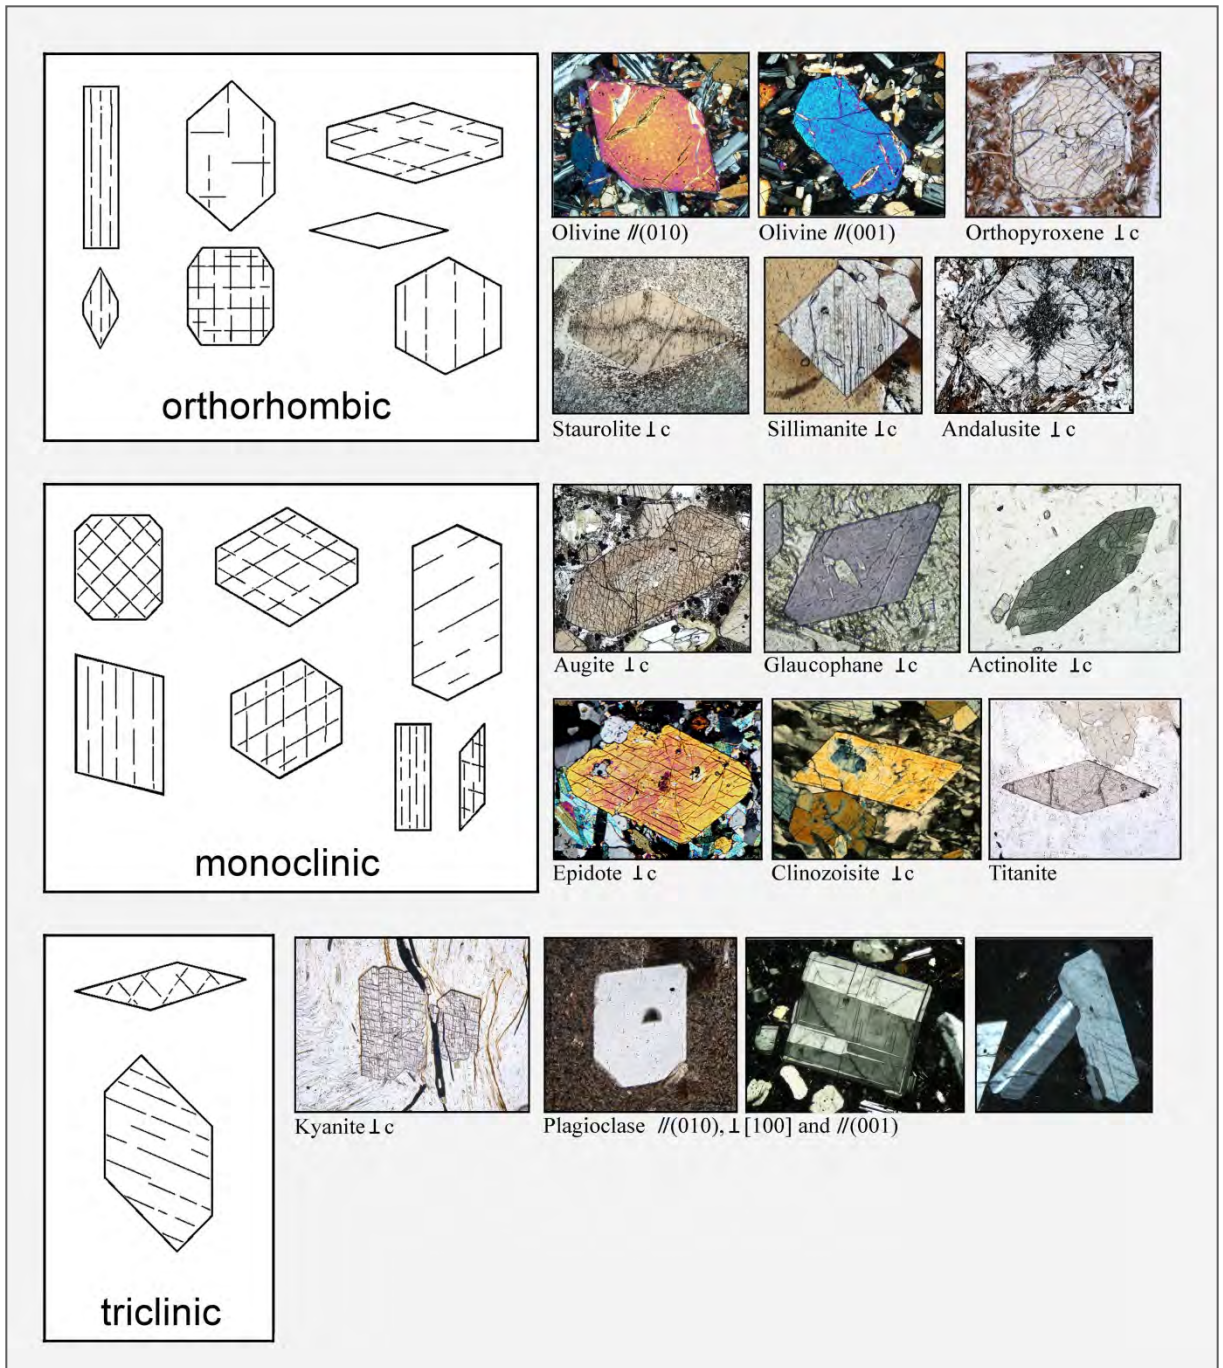 orthorhombic
Olivine //(010)
Olivine //(001)
Orthopyroxene ⊥ c
Staurolite ⊥ c
Sillimanite ⊥ c
Andalusite ⊥ c
monoclinic
Augite ⊥ c
Glaucophane ⊥ c
Actinolite ⊥ c
Epidote ⊥ c
Clinozoisite ⊥ c
Titanite
triclinic
Kyanite ⊥ c
Plagioclase //(010), ⊥ [100] and //(001)